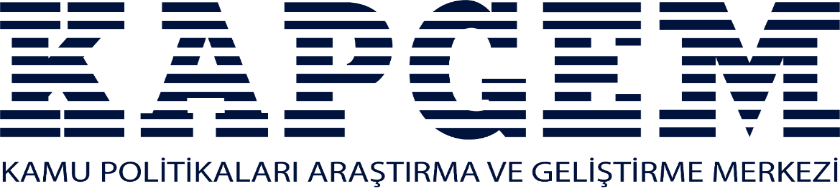 KAPGEM
KAMU POLİTİKALARI ARAŞTIRMA VE GELİŞTİRME MERKEZİ